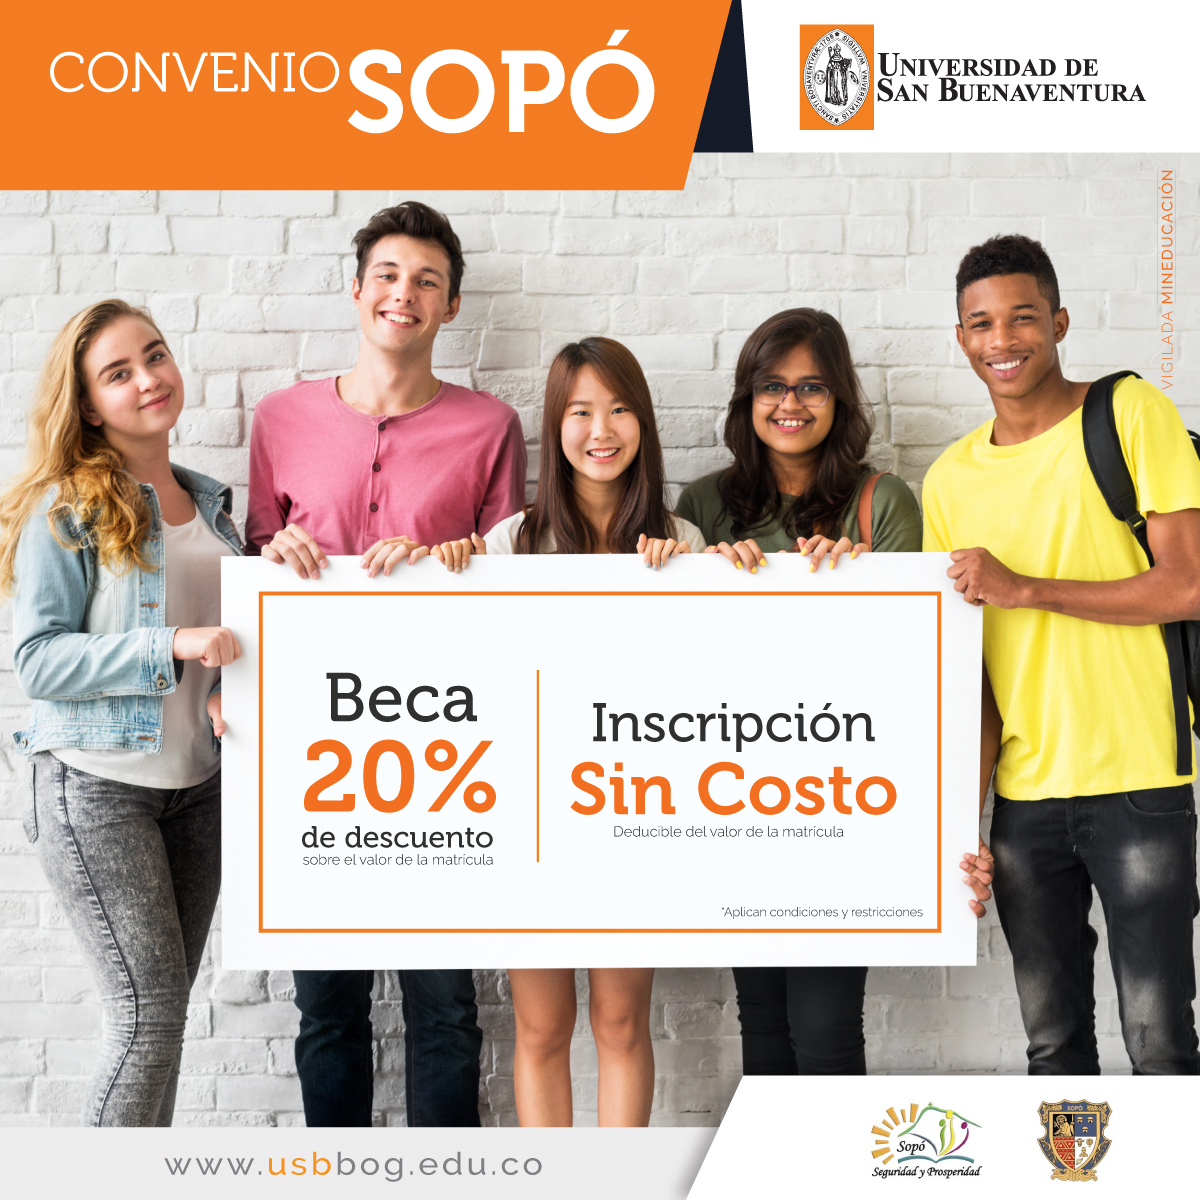 CONVENIO SOPÓ
UNIVERSIDAD DE
SAN BUENAVENTURA
VIGILADA MINEDUCACIÓN
Beca
20%
de descuento
sobre el valor de la matrícula
Inscripción
Sin Costo
Deducible del valor de la matrícula
*Aplican condiciones y restricciones
www.usbbog.edu.co
Sopó
Seguridad y Prosperidad
SOPÓ